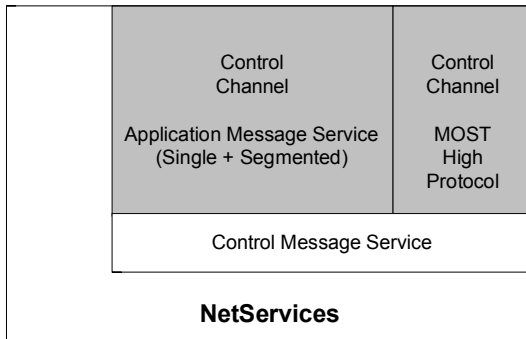 Control
Channel
Application Message Service
(Single + Segmented)
Control
Channel
MOST
High
Protocol
Control Message Service
NetServices